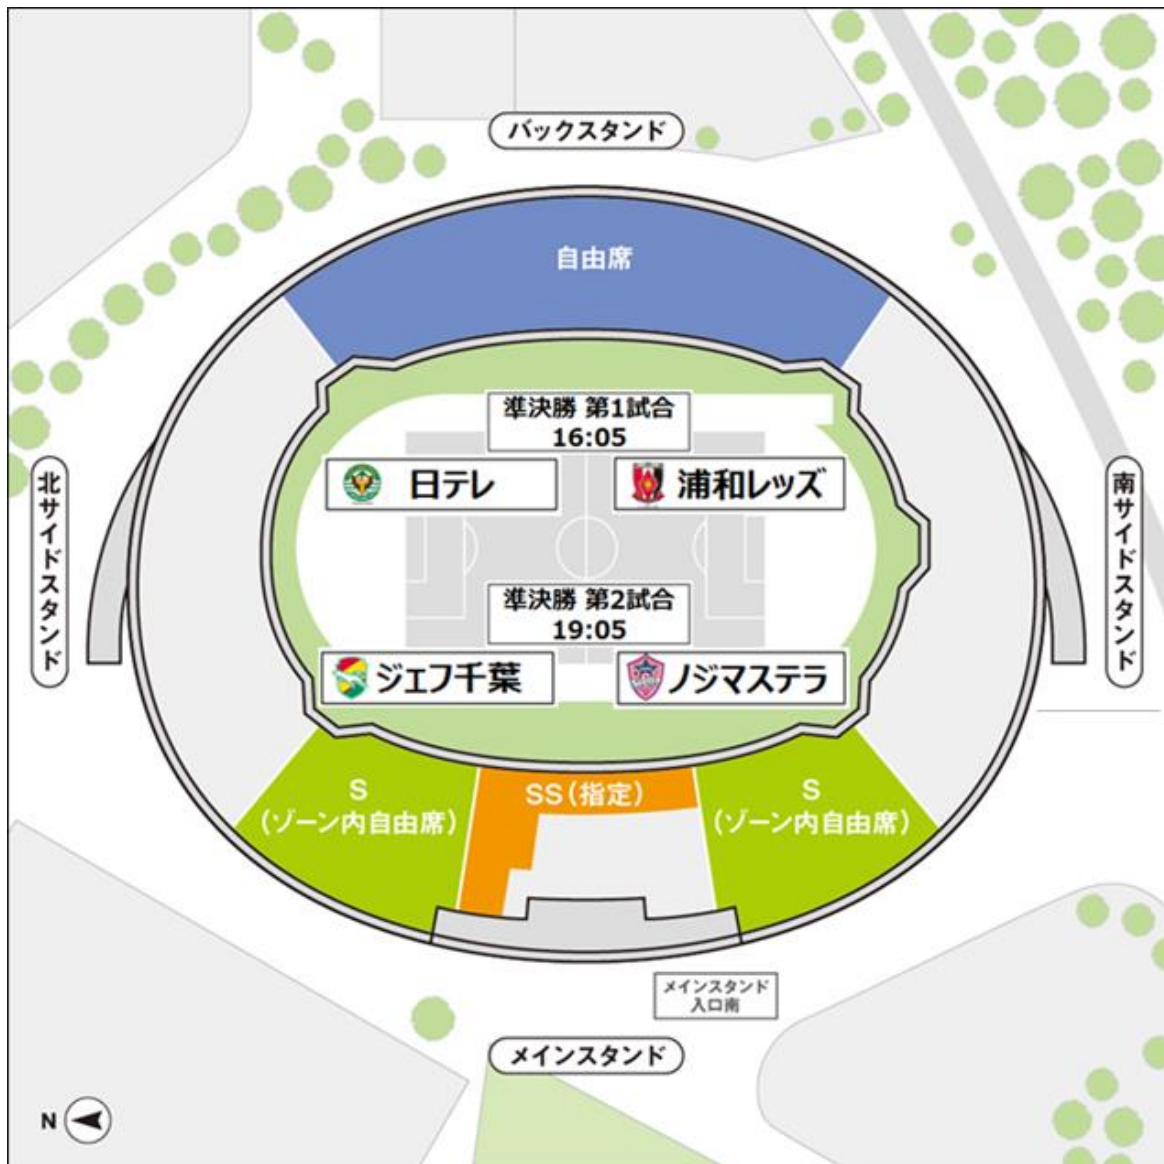 バックスタンド
自由席
準決勝 第1試合
16:05
日テレ
浦和レッズ
北サイドスタンド
南サイドスタンド
準決勝 第2試合
19:05
ジェフ千葉
ノジマステラ
S
(ゾーン内自由席)
SS(指定)
S
(ゾーン内自由席)
メインスタンド
入口南
メインスタンド
N